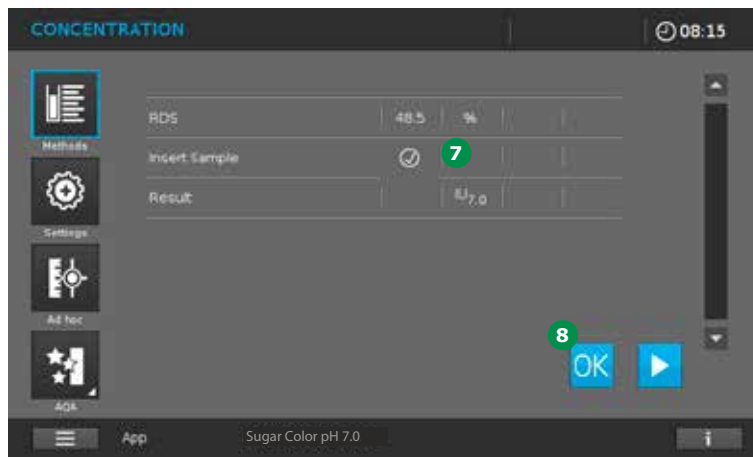 CONCENTRATION 08:15
Methods
RDS 48.5 %
Insert Sample 7
Result IU7.0
Settings
Ad hoc
8
OK
AQA
App Sugar Color pH 7.0 i